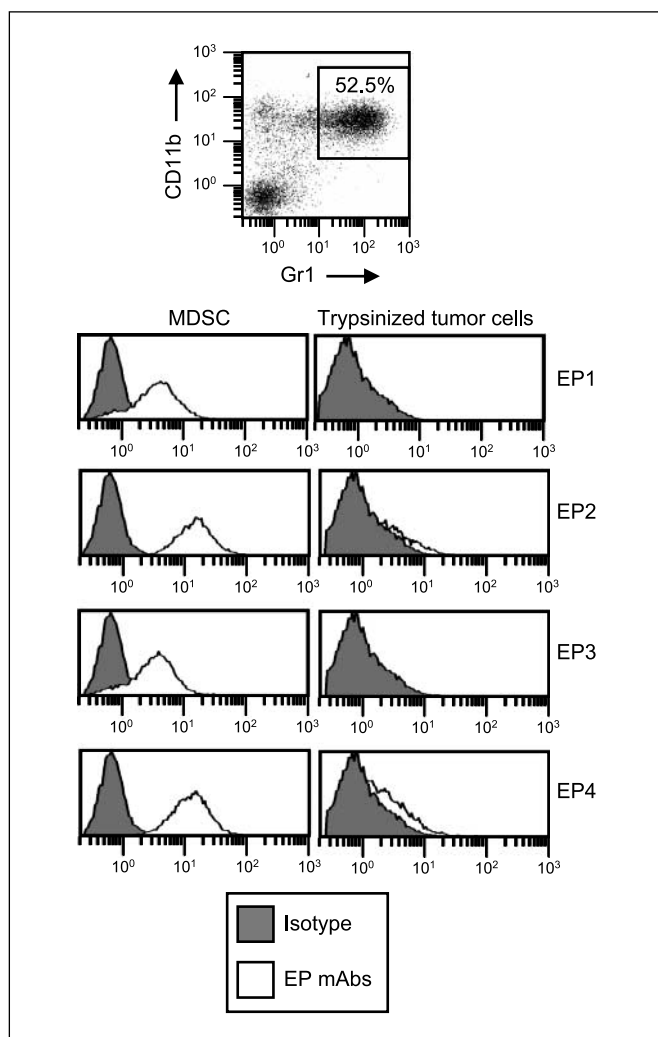 10³
52.5%
10²
CD11b
10¹
10⁰
10⁰ 10¹ 10² 10³
Gr1
MDSC Trypsinized tumor cells
EP1
10⁰ 10¹ 10² 10³ 10⁰ 10¹ 10² 10³
EP2
10⁰ 10¹ 10² 10³ 10⁰ 10¹ 10² 10³
EP3
10⁰ 10¹ 10² 10³ 10⁰ 10¹ 10² 10³
EP4
10⁰ 10¹ 10² 10³ 10⁰ 10¹ 10² 10³
Isotype
EP mAbs